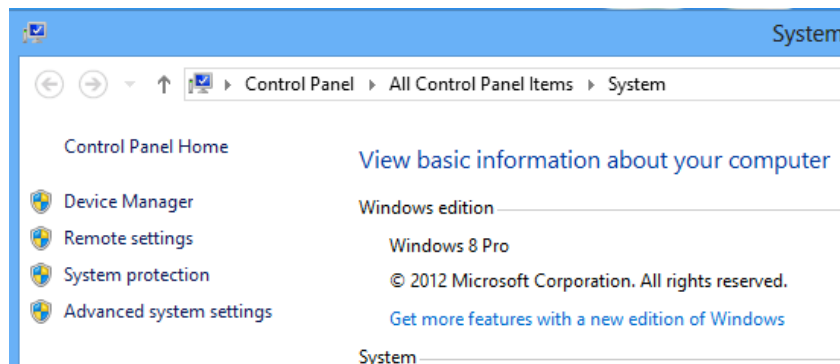 System
Control Panel ▸ All Control Panel Items ▸ System
Control Panel Home
Device Manager
Remote settings
System protection
Advanced system settings
View basic information about your computer
Windows edition
Windows 8 Pro
© 2012 Microsoft Corporation. All rights reserved.
Get more features with a new edition of Windows
System